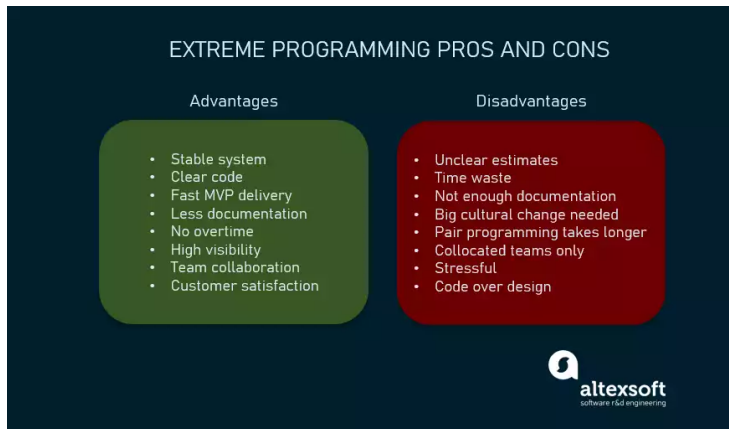 EXTREME PROGRAMMING PROS AND CONS
Advantages
• Stable system
• Clear code
• Fast MVP delivery
• Less documentation
• No overtime
• High visibility
• Team collaboration
• Customer satisfaction
Disadvantages
• Unclear estimates
• Time waste
• Not enough documentation
• Big cultural change needed
• Pair programming takes longer
• Collocated teams only
• Stressful
• Code over design
altexsoft
software r&d engineering